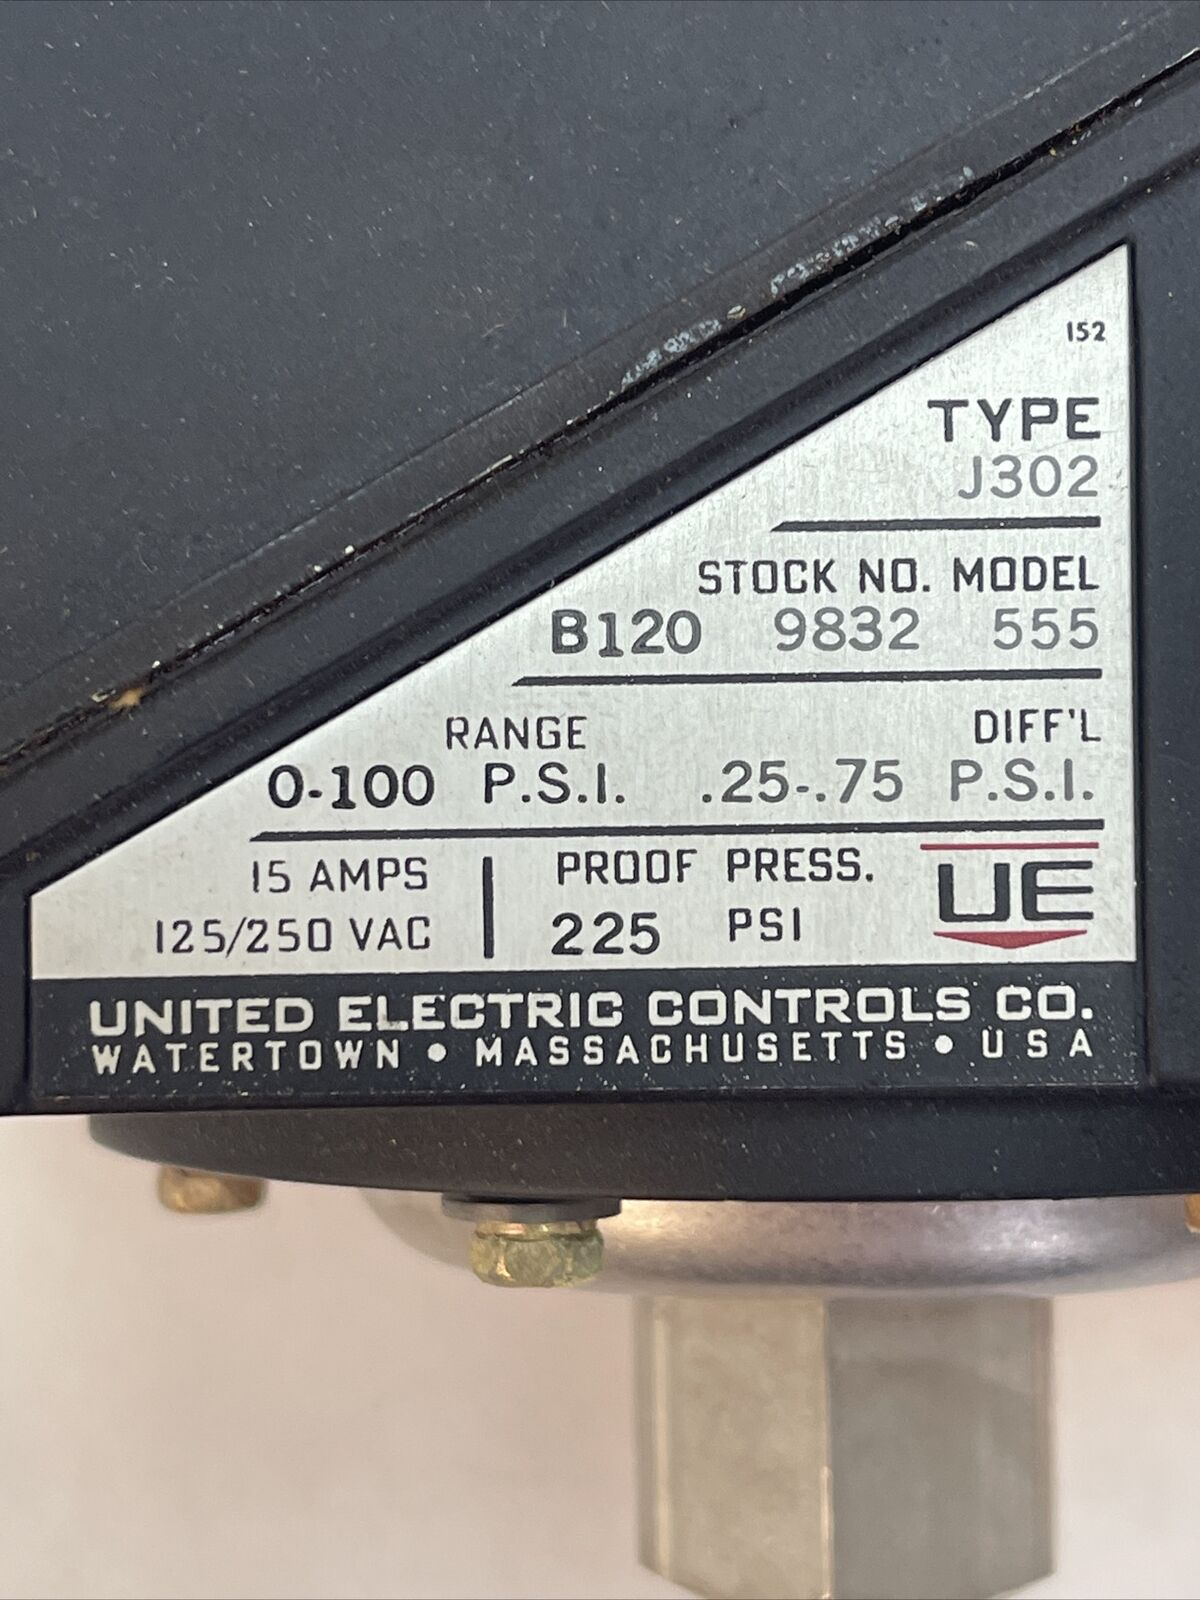 152
TYPE
J302
STOCK NO. MODEL
B120 9832 555
RANGE DIFF'L
0-100 P.S.I. .25-.75 P.S.I.
15 AMPS
125/250 VAC
PROOF PRESS.
225 PSI
UE
UNITED ELECTRIC CONTROLS CO.
WATERTOWN • MASSACHUSETTS • USA